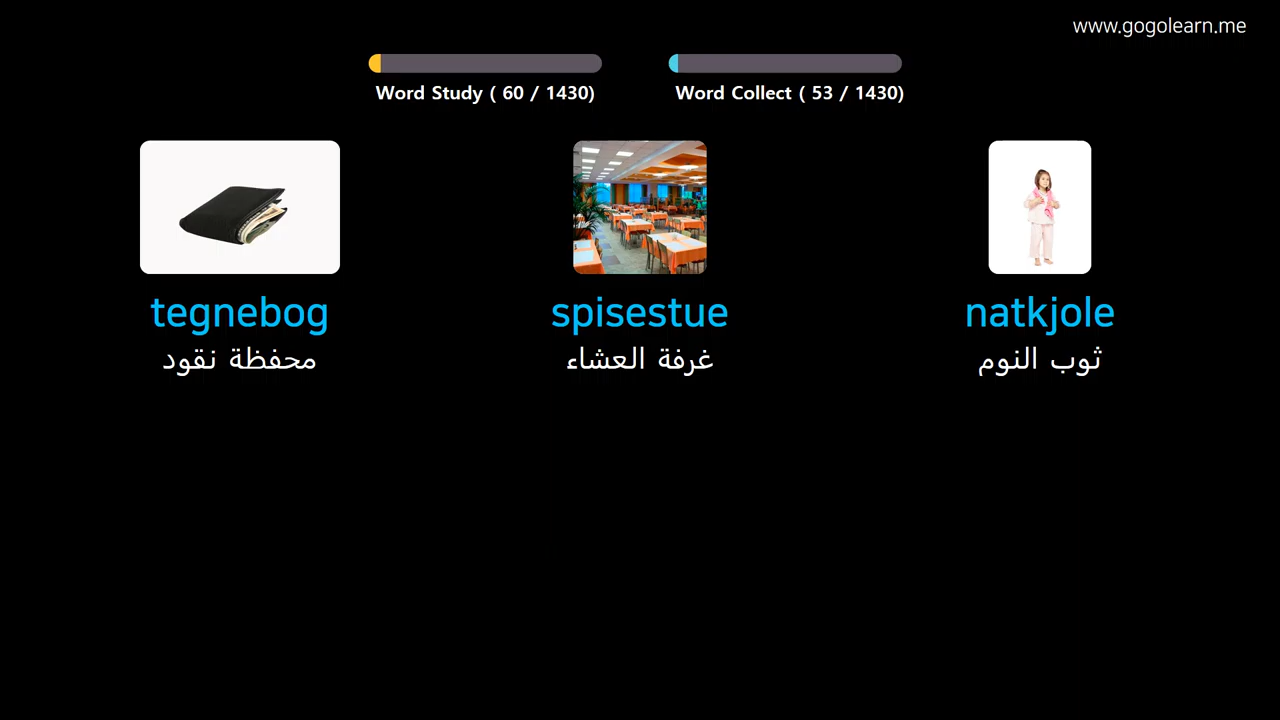 www.gogolearn.me
Word Study ( 60 / 1430)
Word Collect ( 53 / 1430)
tegnebog
محفظة نقود
spisestue
غرفة العشاء
natkjole
ثوب النوم